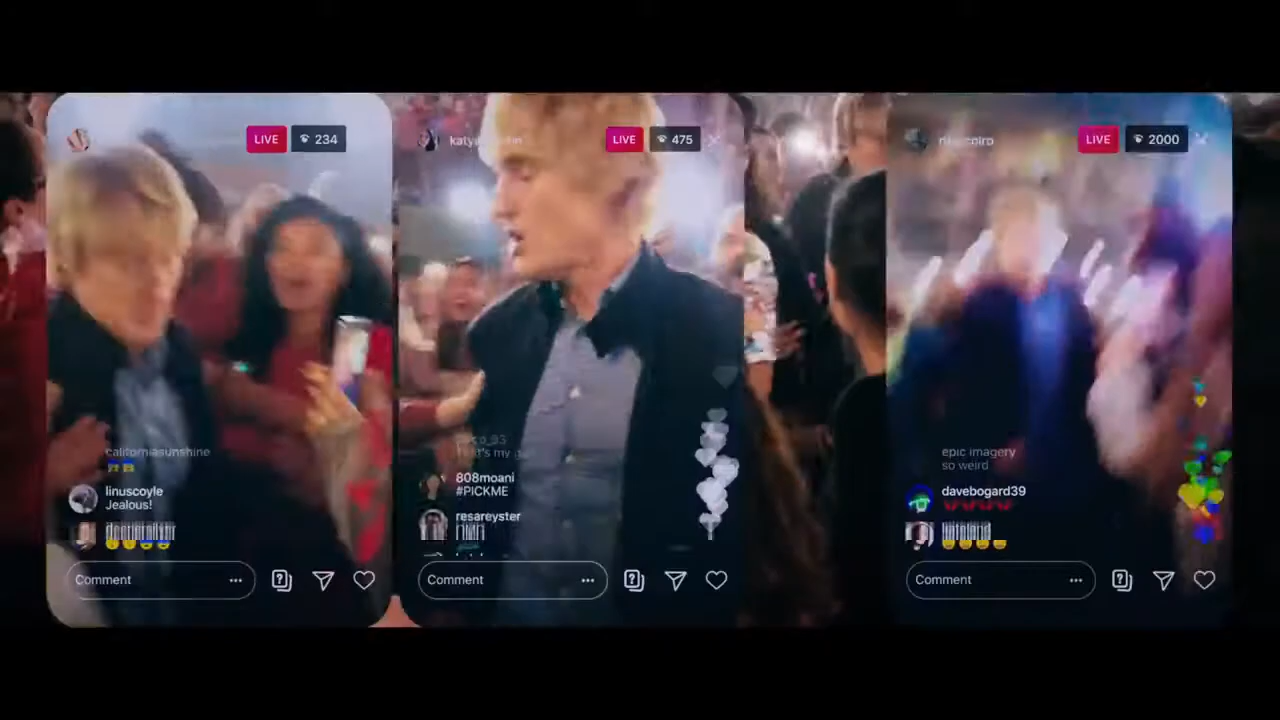 LIVE
234
californiasunshine
linuscoyle
Jealous!
Comment
LIVE
475
808moani
#PICKME
resareyster
Comment
LIVE
2000
epic imagery
so weird
davebogard39
Comment